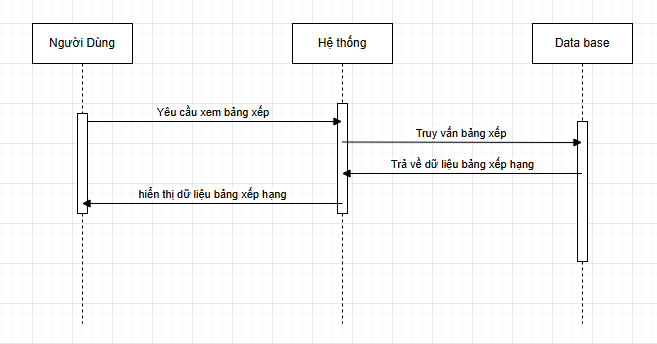 Người Dùng
Hệ thống
Data base
Yêu cầu xem bảng xếp
Truy vấn bảng xếp
Trả về dữ liệu bảng xếp hạng
hiển thị dữ liệu bảng xếp hạng